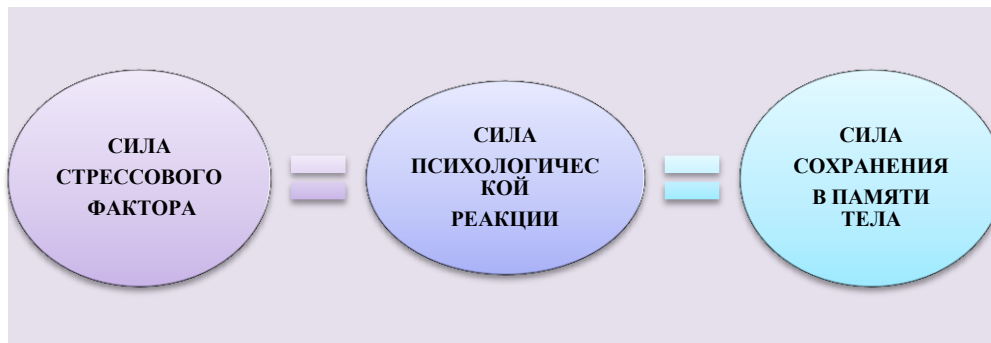 СИЛА
СТРЕССОВОГО
ФАКТОРА
СИЛА
ПСИХОЛОГИЧЕС
КОЙ
РЕАКЦИИ
СИЛА
СОХРАНЕНИЯ
В ПАМЯТИ
ТЕЛА